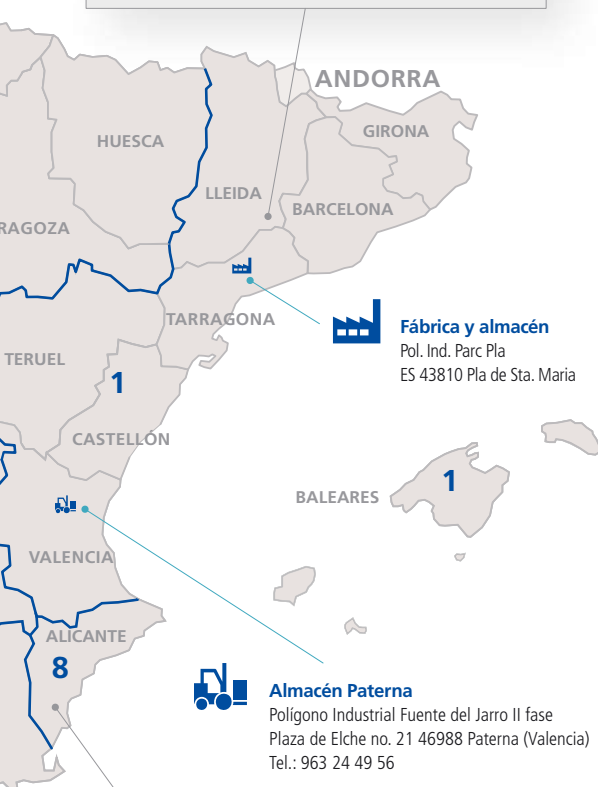 ANDORRA
GIRONA
HUESCA
LLEIDA
BARCELONA
RAGOZA
TARRAGONA
Fábrica y almacén
Pol. Ind. Parc Pla
ES 43810 Pla de Sta. Maria
TERUEL
1
CASTELLÓN
1
BALEARES
VALENCIA
ALICANTE
8
Almacén Paterna
Polígono Industrial Fuente del Jarro II fase
Plaza de Elche no. 21 46988 Paterna (Valencia)
Tel.: 963 24 49 56